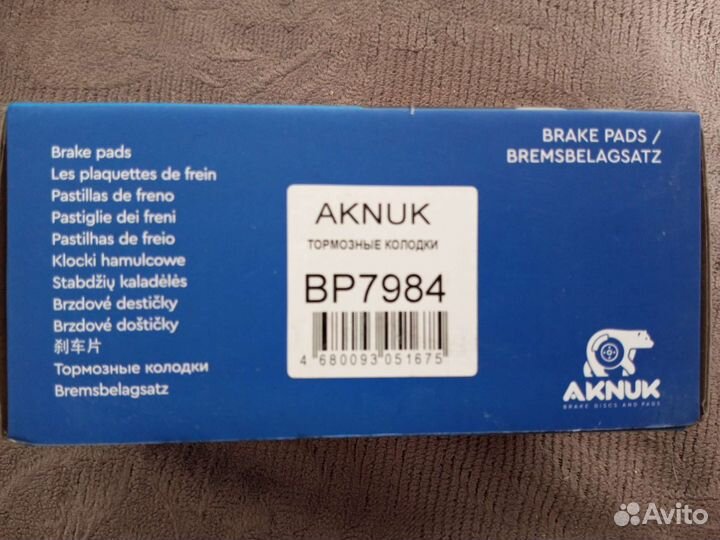 Brake pads
Les plaquettes de frein
Pastillas de freno
Pastiglie dei freni
Pastilhas de freio
Klocki hamulcowe
Stabdžių kaladėlės
Brzdové destičky
Brzdové doštičky
刹车片
Тормозные колодки
Bremsbelagsatz
AKNUK
ТОРМОЗНЫЕ КОЛОДКИ
BP7984
4 680093 051675
BRAKE PADS /
BREMSBELAGSATZ
AKNUK
BRAKE DISCS AND PADS
Avito